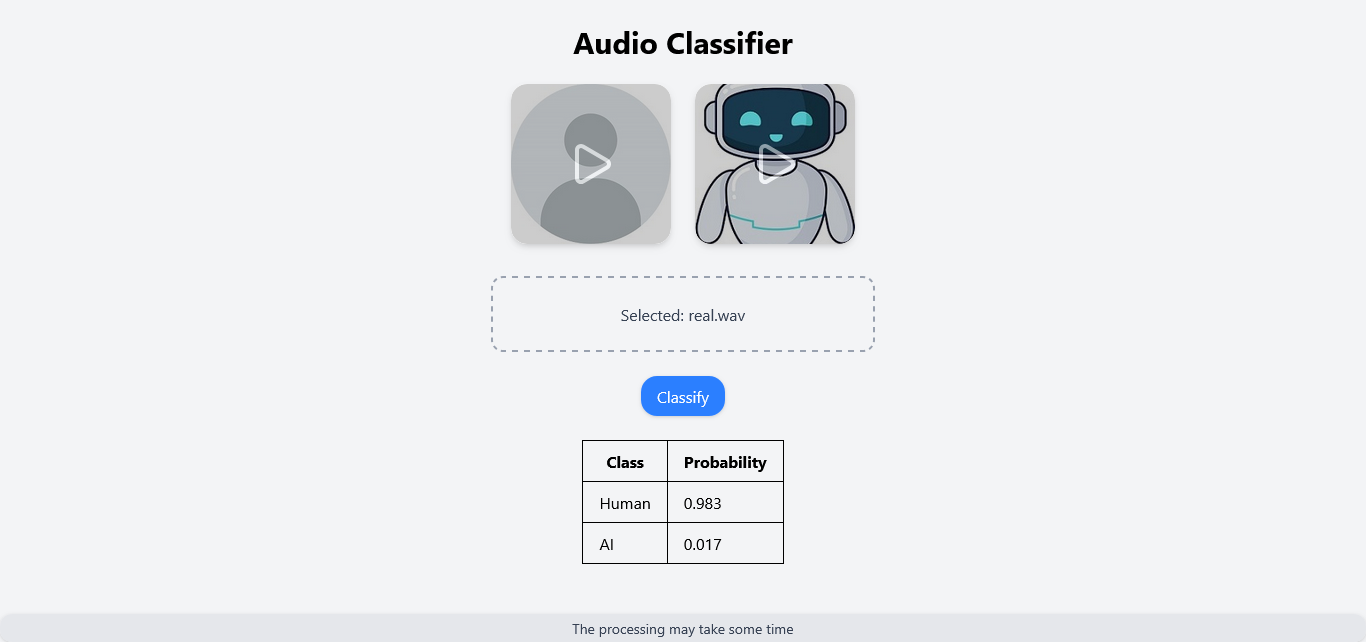 Audio Classifier
Selected: real.wav
Classify
Class Probability
Human 0.983
AI 0.017
The processing may take some time